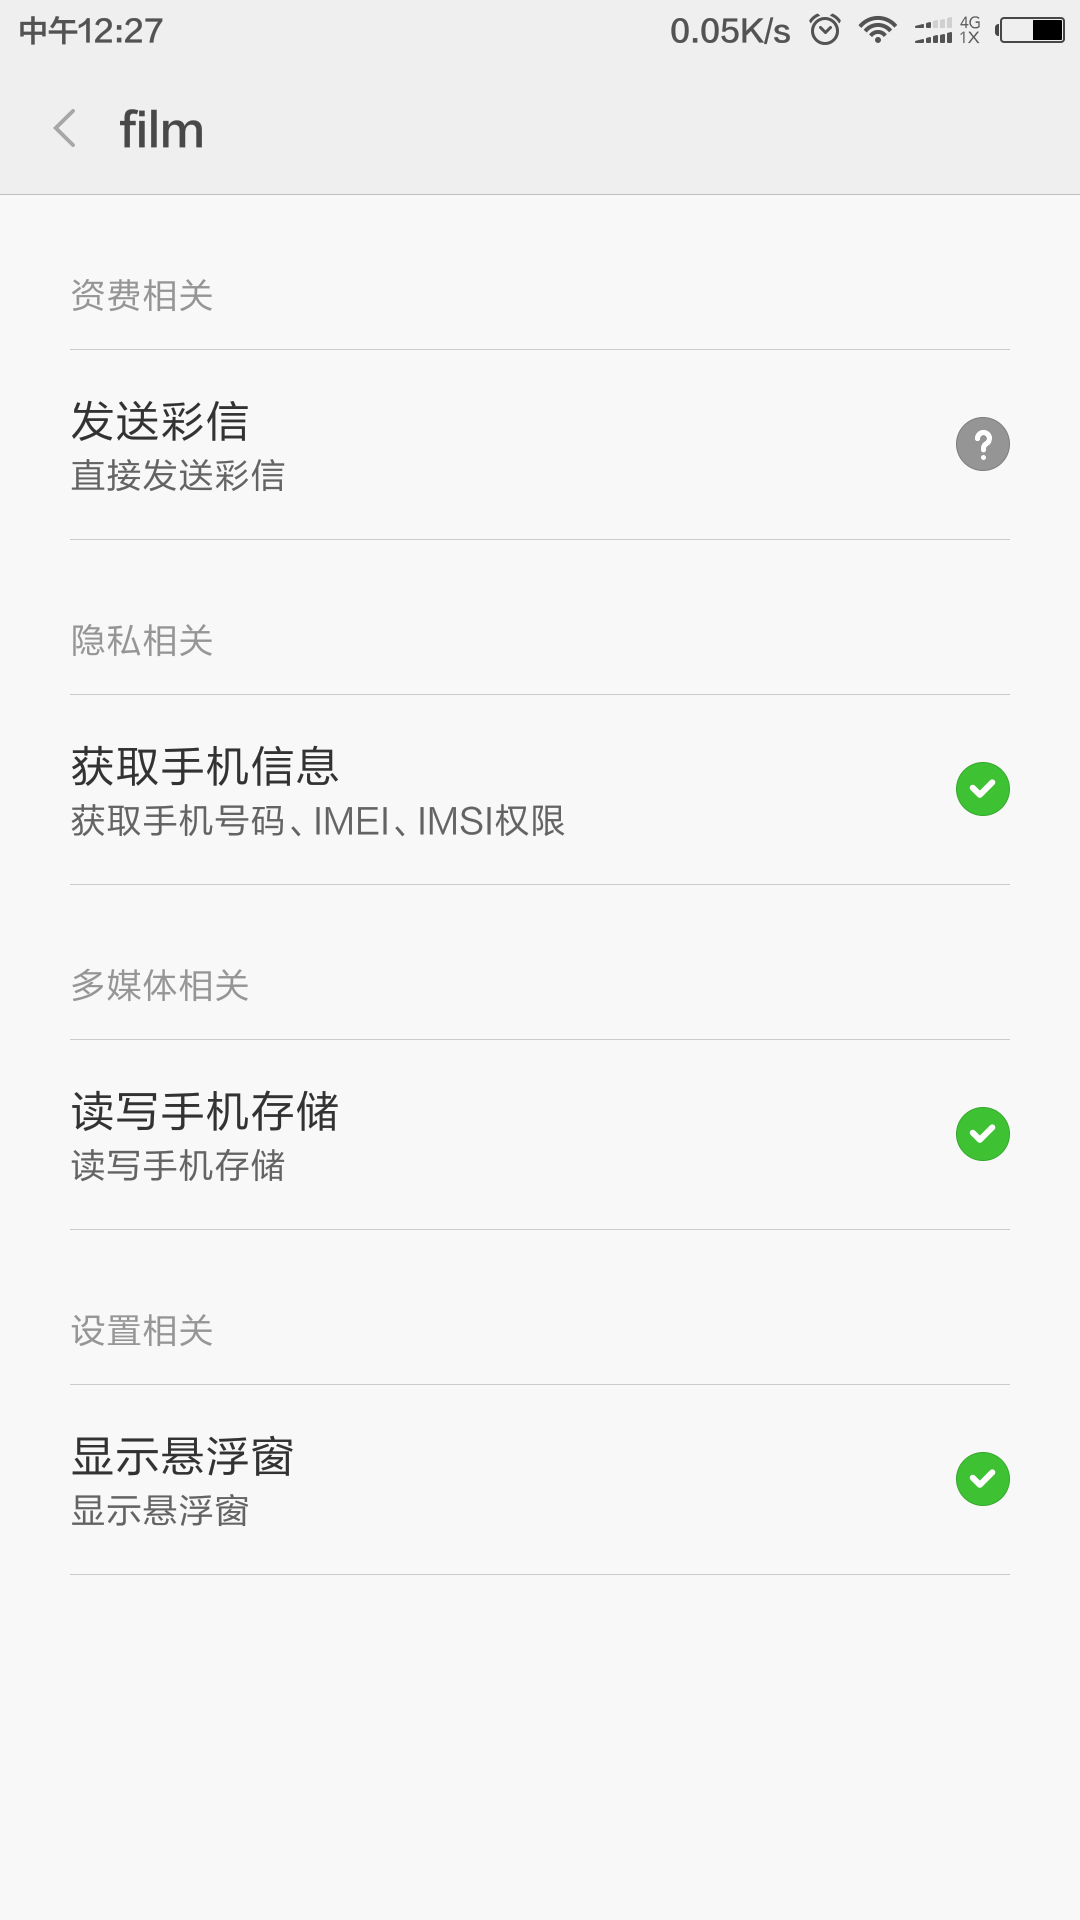 中午12:27 0.05K/s 4G 1X
film
资费相关
发送彩信
直接发送彩信
隐私相关
获取手机信息
获取手机号码、IMEI、IMSI权限
多媒体相关
读写手机存储
读写手机存储
设置相关
显示悬浮窗
显示悬浮窗